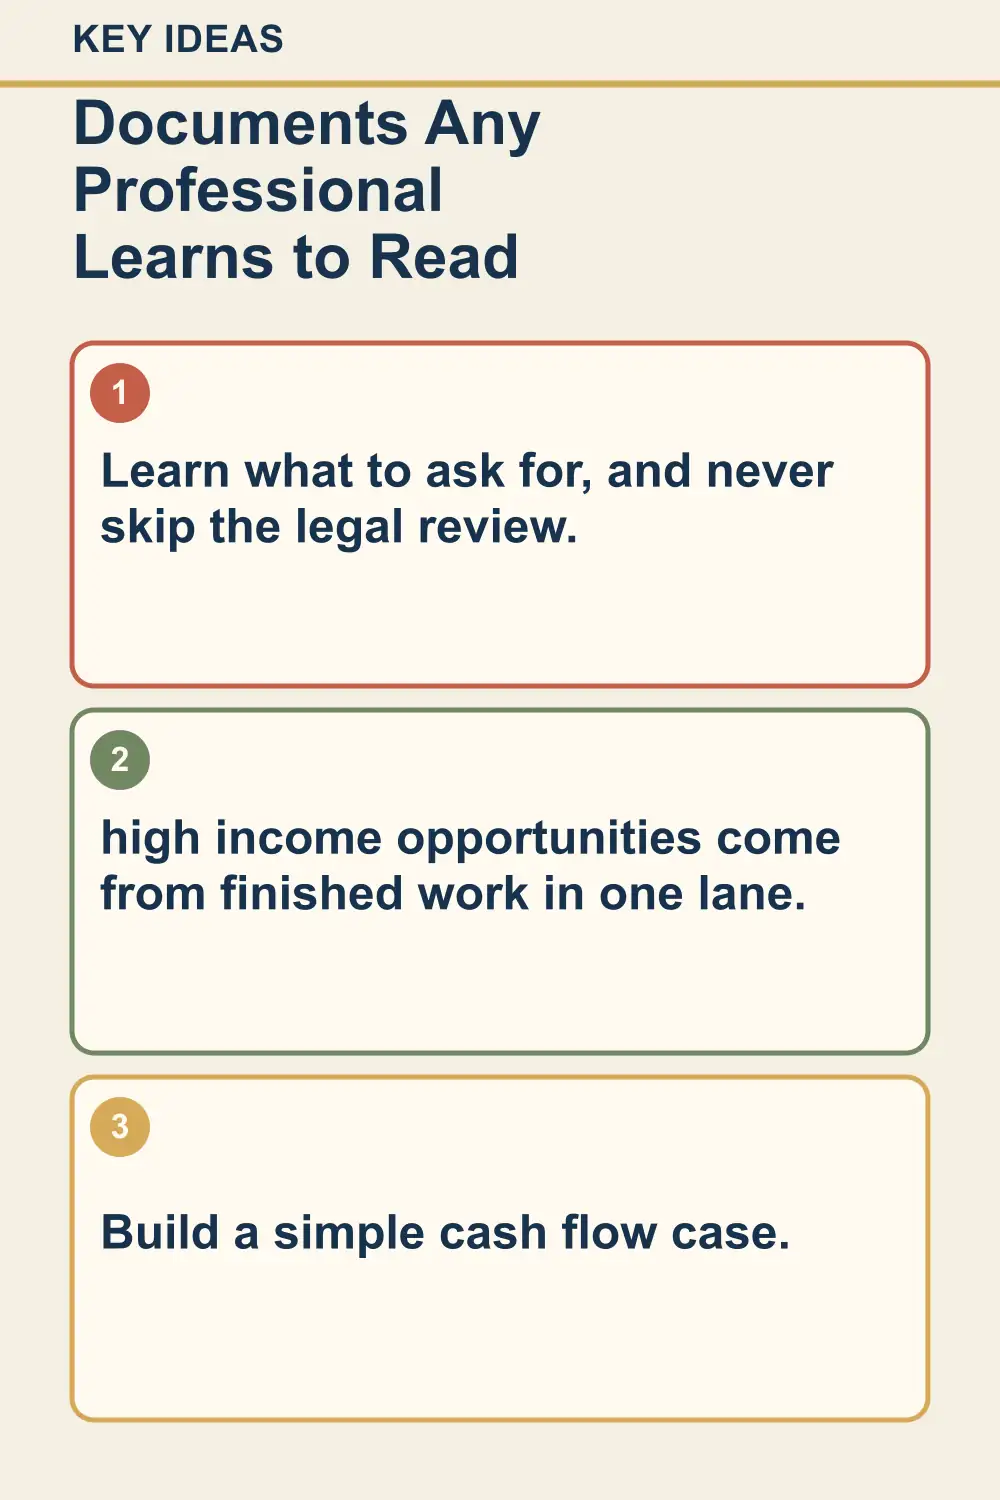 KEY IDEAS
Documents Any
Professional
Learns to Read
1
Learn what to ask for, and never
skip the legal review.
2
high income opportunities come
from finished work in one lane.
3
Build a simple cash flow case.